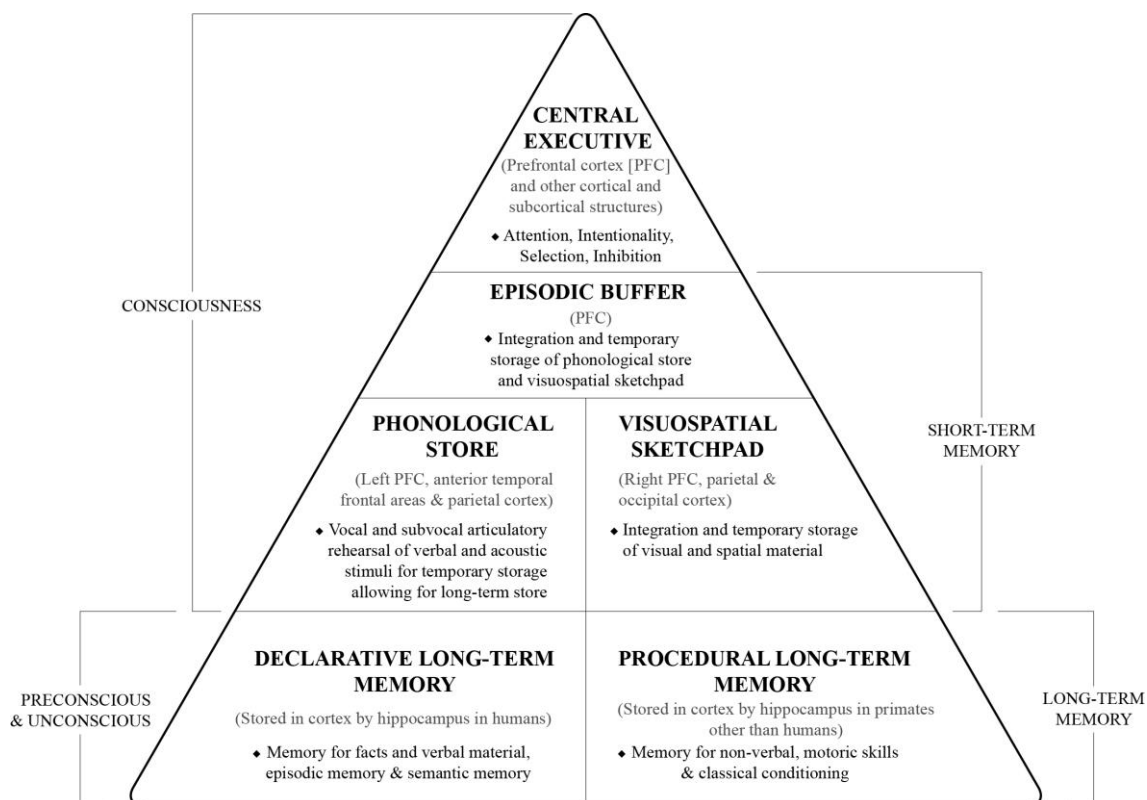 CENTRAL
EXECUTIVE
(Prefrontal cortex [PFC]
and other cortical and
subcortical structures)
◆ Attention, Intentionality,
Selection, Inhibition
CONSCIOUSNESS
EPISODIC BUFFER
(PFC)
◆ Integration and temporary
storage of phonological store
and visuospatial sketchpad
PHONOLOGICAL
STORE
(Left PFC, anterior temporal
frontal areas & parietal cortex)
◆ Vocal and subvocal articulatory
rehearsal of verbal and acoustic
stimuli for temporary storage
allowing for long-term store
VISUOSPATIAL
SKETCHPAD
(Right PFC, parietal &
occipital cortex)
◆ Integration and temporary storage
of visual and spatial material
SHORT-TERM
MEMORY
PRECONSCIOUS
& UNCONSCIOUS
DECLARATIVE LONG-TERM
MEMORY
(Stored in cortex by hippocampus in humans)
◆ Memory for facts and verbal material,
episodic memory & semantic memory
PROCEDURAL LONG-TERM
MEMORY
(Stored in cortex by hippocampus in primates
other than humans)
◆ Memory for non-verbal, motoric skills
& classical conditioning
LONG-TERM
MEMORY